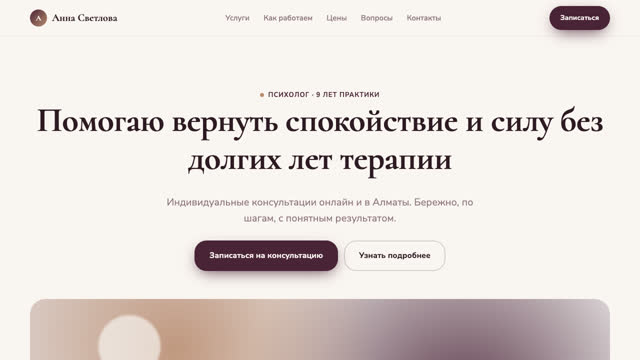 А Анна Светлова
Услуги Как работаем Цены Вопросы Контакты
Записаться
ПСИХОЛОГ · 9 ЛЕТ ПРАКТИКИ
Помогаю вернуть спокойствие и силу без
долгих лет терапии
Индивидуальные консультации онлайн и в Алматы. Бережно, по
шагам, с понятным результатом.
Записаться на консультацию
Узнать подробнее